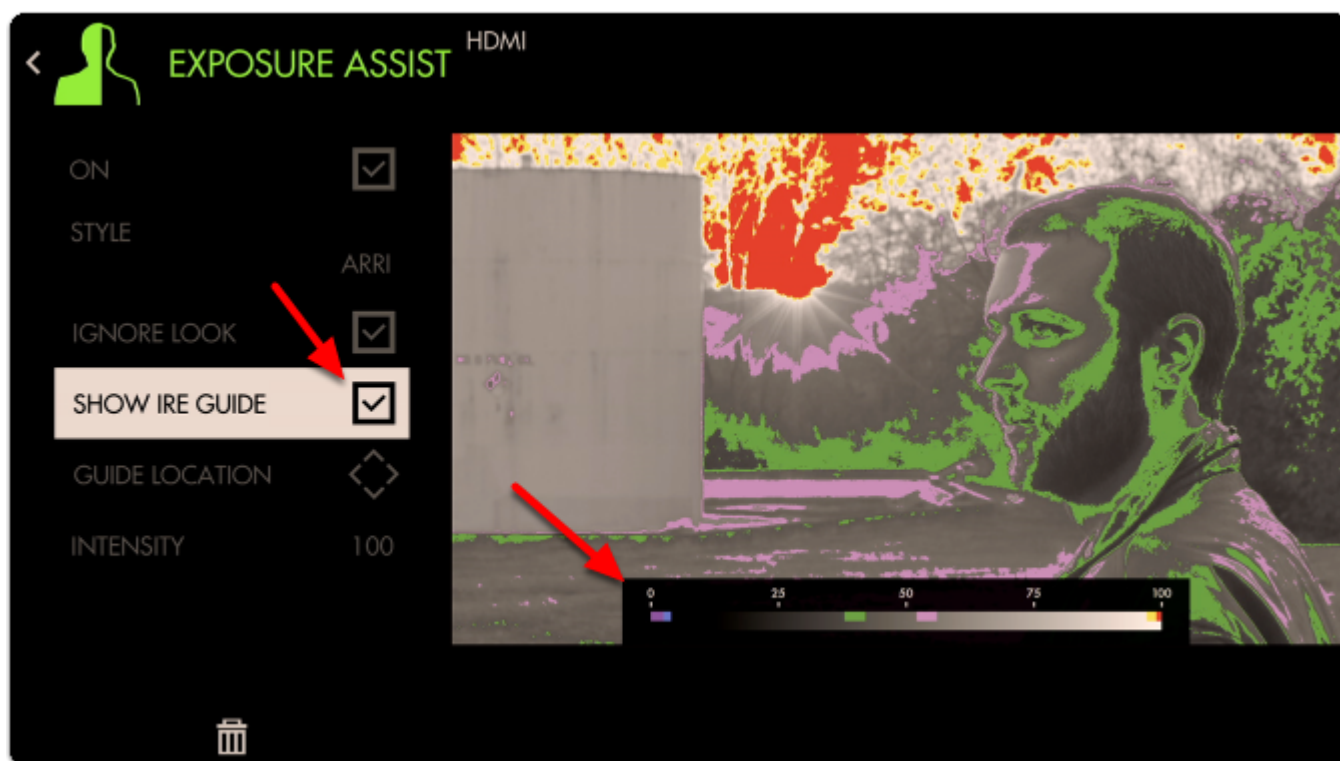 EXPOSURE ASSIST
HDMI
ON
STYLE
ARRI
IGNORE LOOK
SHOW IRE GUIDE
GUIDE LOCATION
INTENSITY 100
0 25 50 75 100